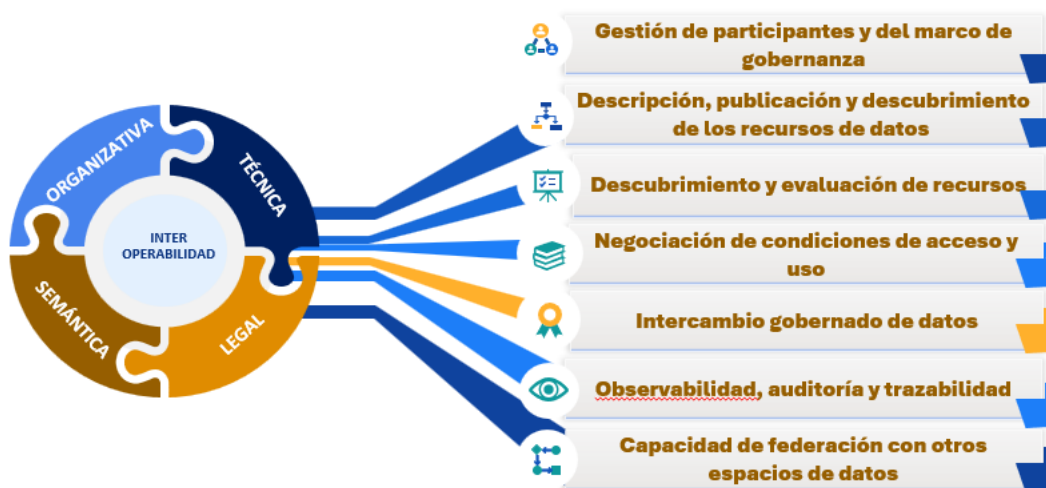 ORGANIZATIVA
TÉCNICA
INTER
OPERABILIDAD
SEMÁNTICA
LEGAL
Gestión de participantes y del marco de
gobernanza
Descripción, publicación y descubrimiento
de los recursos de datos
Descubrimiento y evaluación de recursos
Negociación de condiciones de acceso y
uso
Intercambio gobernado de datos
Observabilidad, auditoría y trazabilidad
Capacidad de federación con otros
espacios de datos